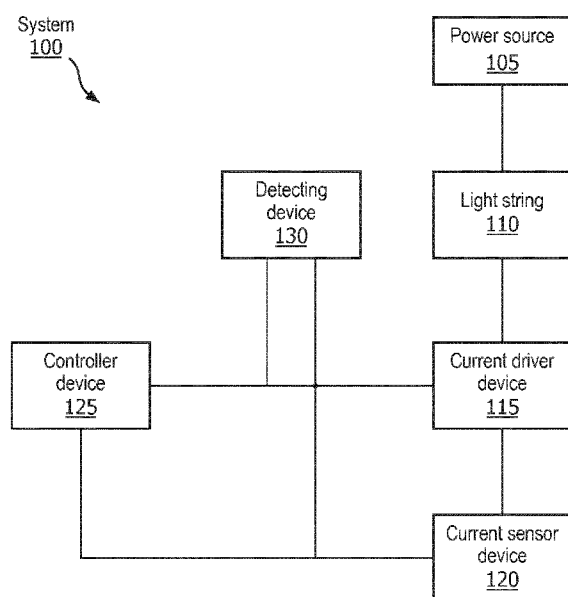 System
100
Power source
105
Detecting
device
130
Light string
110
Controller
device
125
Current driver
device
115
Current sensor
device
120